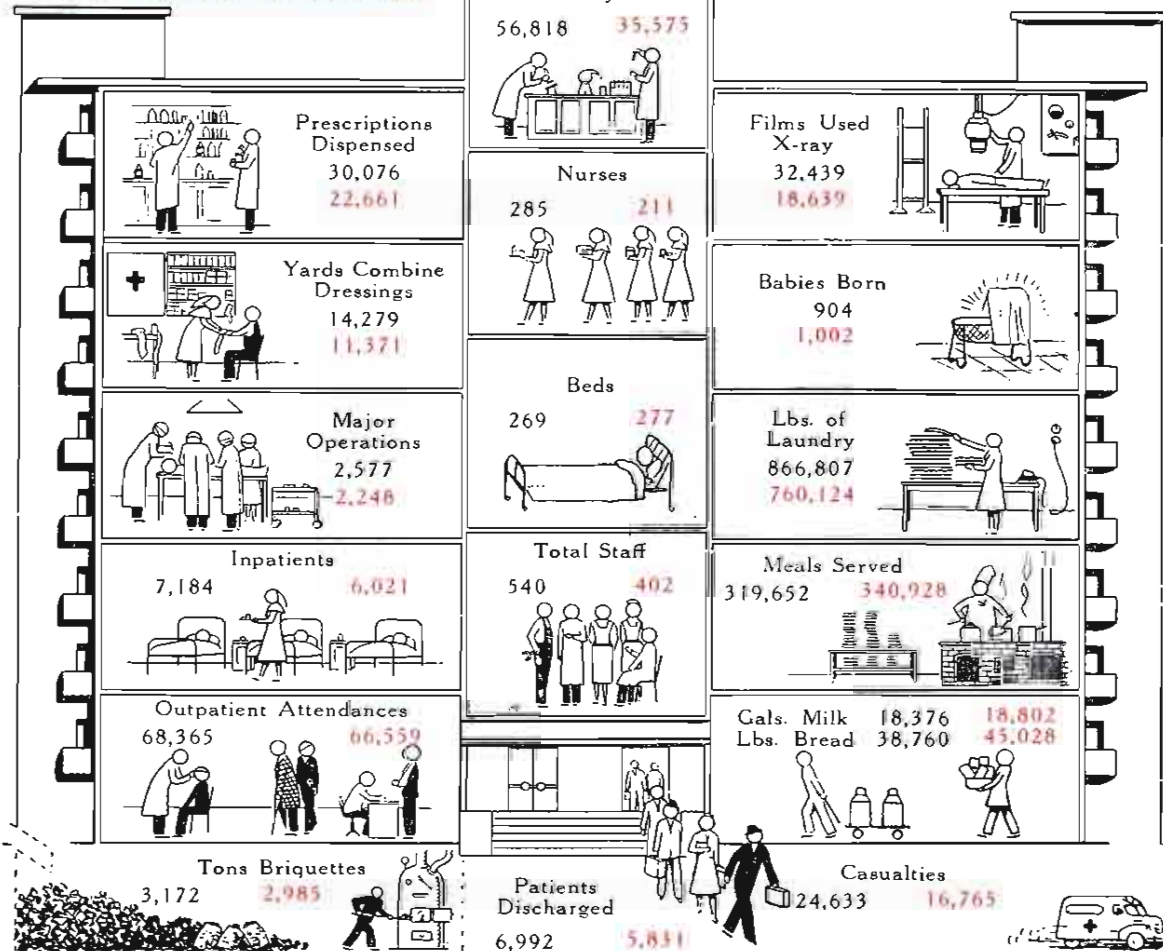 56,818 35,575
Prescriptions
Dispensed
30,076
22,661
Nurses
285 211
Films Used
X-ray
32,439
18,639
Yards Combine
Dressings
14,279
11,371
Babies Born
904
1,002
Beds
269 277
Major
Operations
2,577
2,248
Lbs. of
Laundry
866,807
760,124
Inpatients
7,184 6,021
Total Staff
540 402
Meals Served
319,652 340,928
Outpatient Attendances
68,365 66,559
Gals. Milk 18,376 18,802
Lbs. Bread 38,760 45,028
Tons Briquettes
3,172 2,985
Patients
Discharged
6,992 5,831
Casualties
24,633 16,765